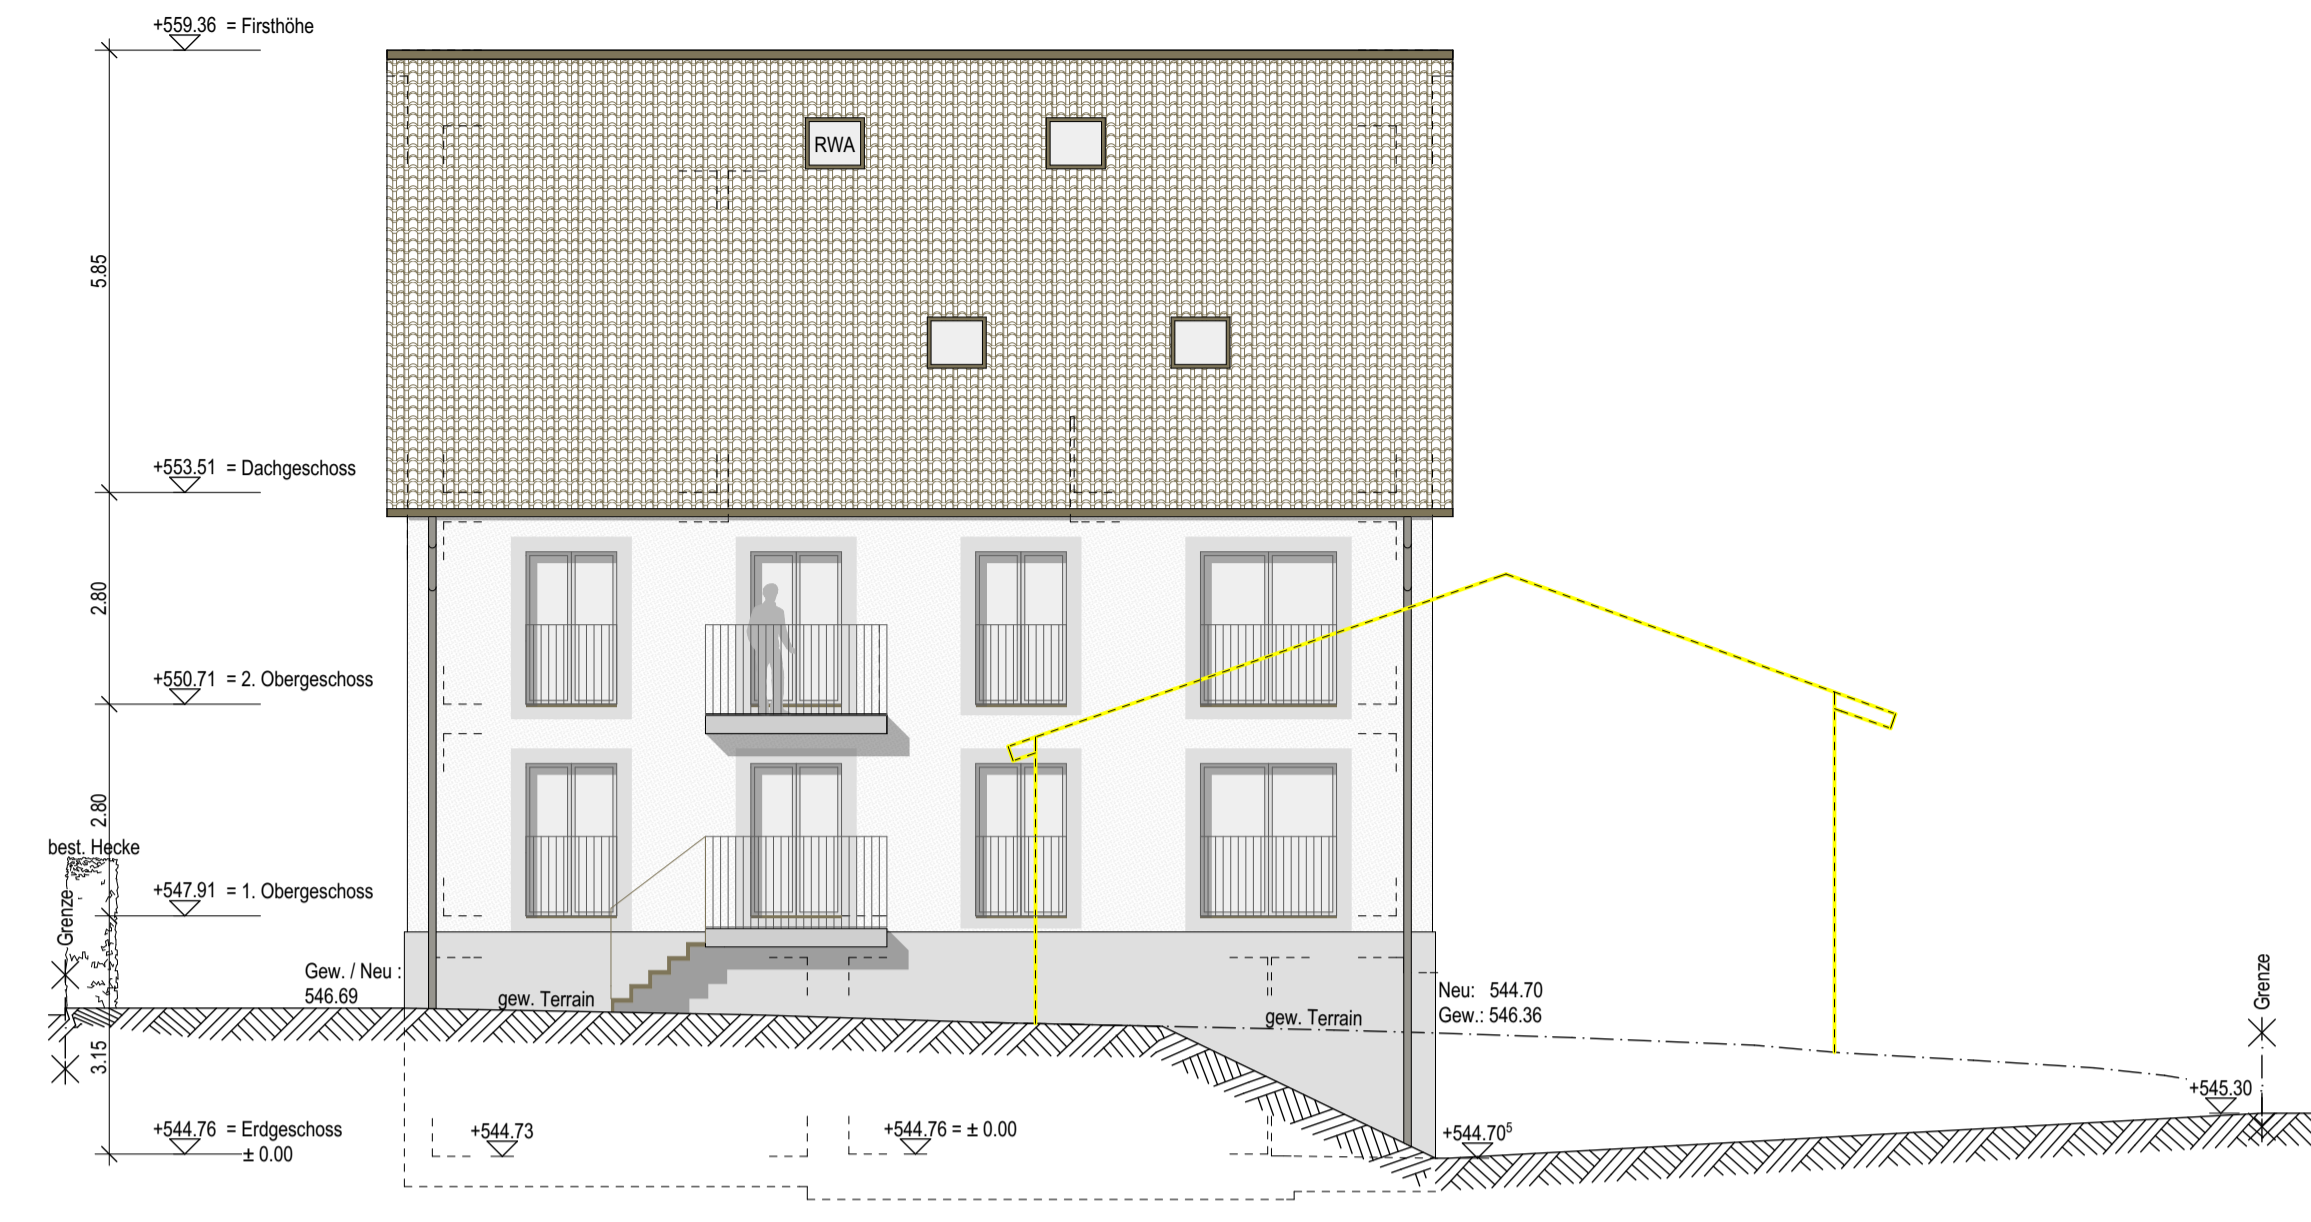 +559.36 = Firsthöhe
RWA
5.85
+553.51 = Dachgeschoss
2.80
+550.71 = 2. Obergeschoss
2.80
best. Hecke
+547.91 = 1. Obergeschoss
Grenze
Gew. / Neu :
546.69
gew. Terrain
gew. Terrain
Neu: 544.70
Gew.: 546.36
Grenze
3.15
+545.30
+544.76 = Erdgeschoss
± 0.00
+544.73
+544.76 = ± 0.00
+544.70⁵